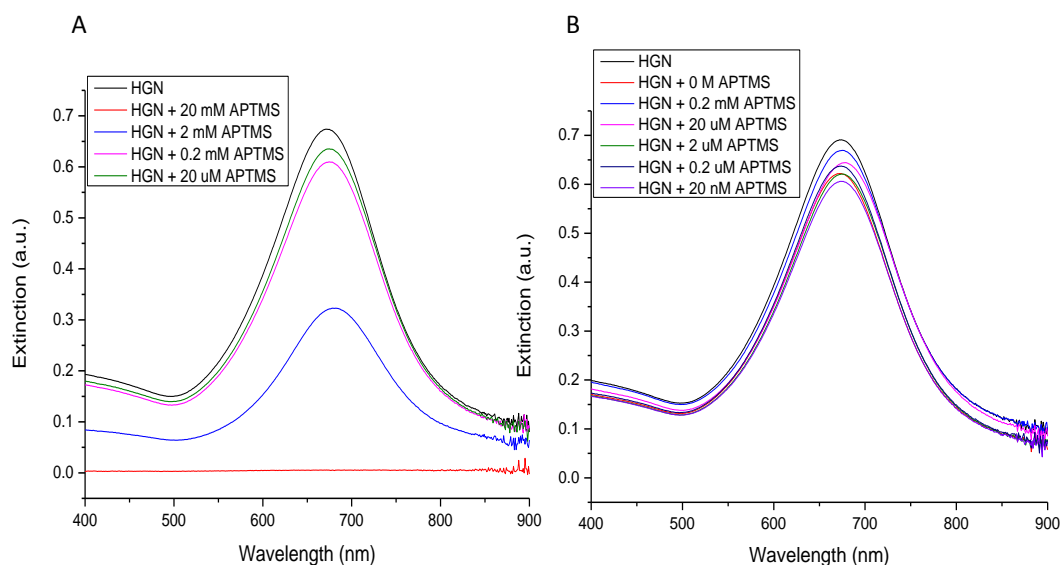 A
HGN
HGN + 20 mM APTMS
HGN + 2 mM APTMS
HGN + 0.2 mM APTMS
HGN + 20 uM APTMS
0.7
0.6
0.5
0.4
0.3
0.2
0.1
0.0
Extinction (a.u.)
400 500 600 700 800 900
Wavelength (nm)
B
HGN
HGN + 0 M APTMS
HGN + 0.2 mM APTMS
HGN + 20 uM APTMS
HGN + 2 uM APTMS
HGN + 0.2 uM APTMS
HGN + 20 nM APTMS
0.7
0.6
0.5
0.4
0.3
0.2
0.1
0.0
Extinction (a.u.)
400 500 600 700 800 900
Wavelength (nm)